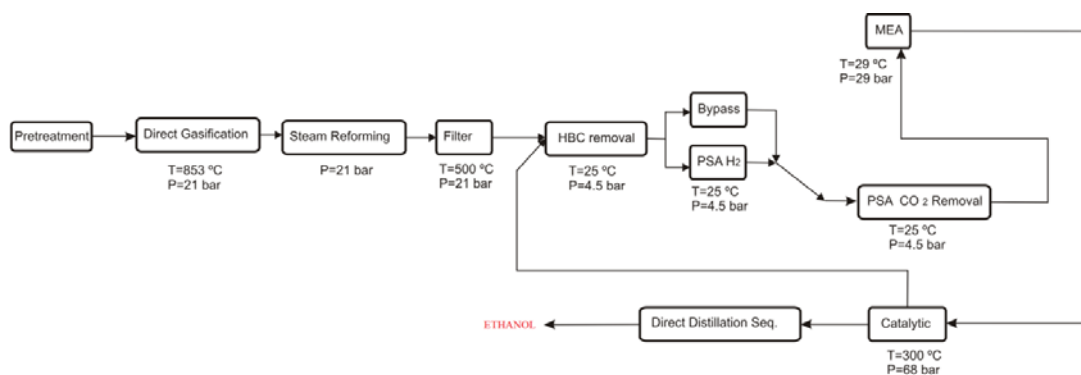 MEA
T=29 ºC
P=29 bar
Pretreatment
Direct Gasification
T=853 ºC
P=21 bar
Steam Reforming
P=21 bar
Filter
T=500 ºC
P=21 bar
HBC removal
T=25 ºC
P=4.5 bar
Bypass
PSA H2
T=25 ºC
P=4.5 bar
PSA CO 2 Removal
T=25 ºC
P=4.5 bar
ETHANOL
Direct Distillation Seq.
Catalytic
T=300 ºC
P=68 bar